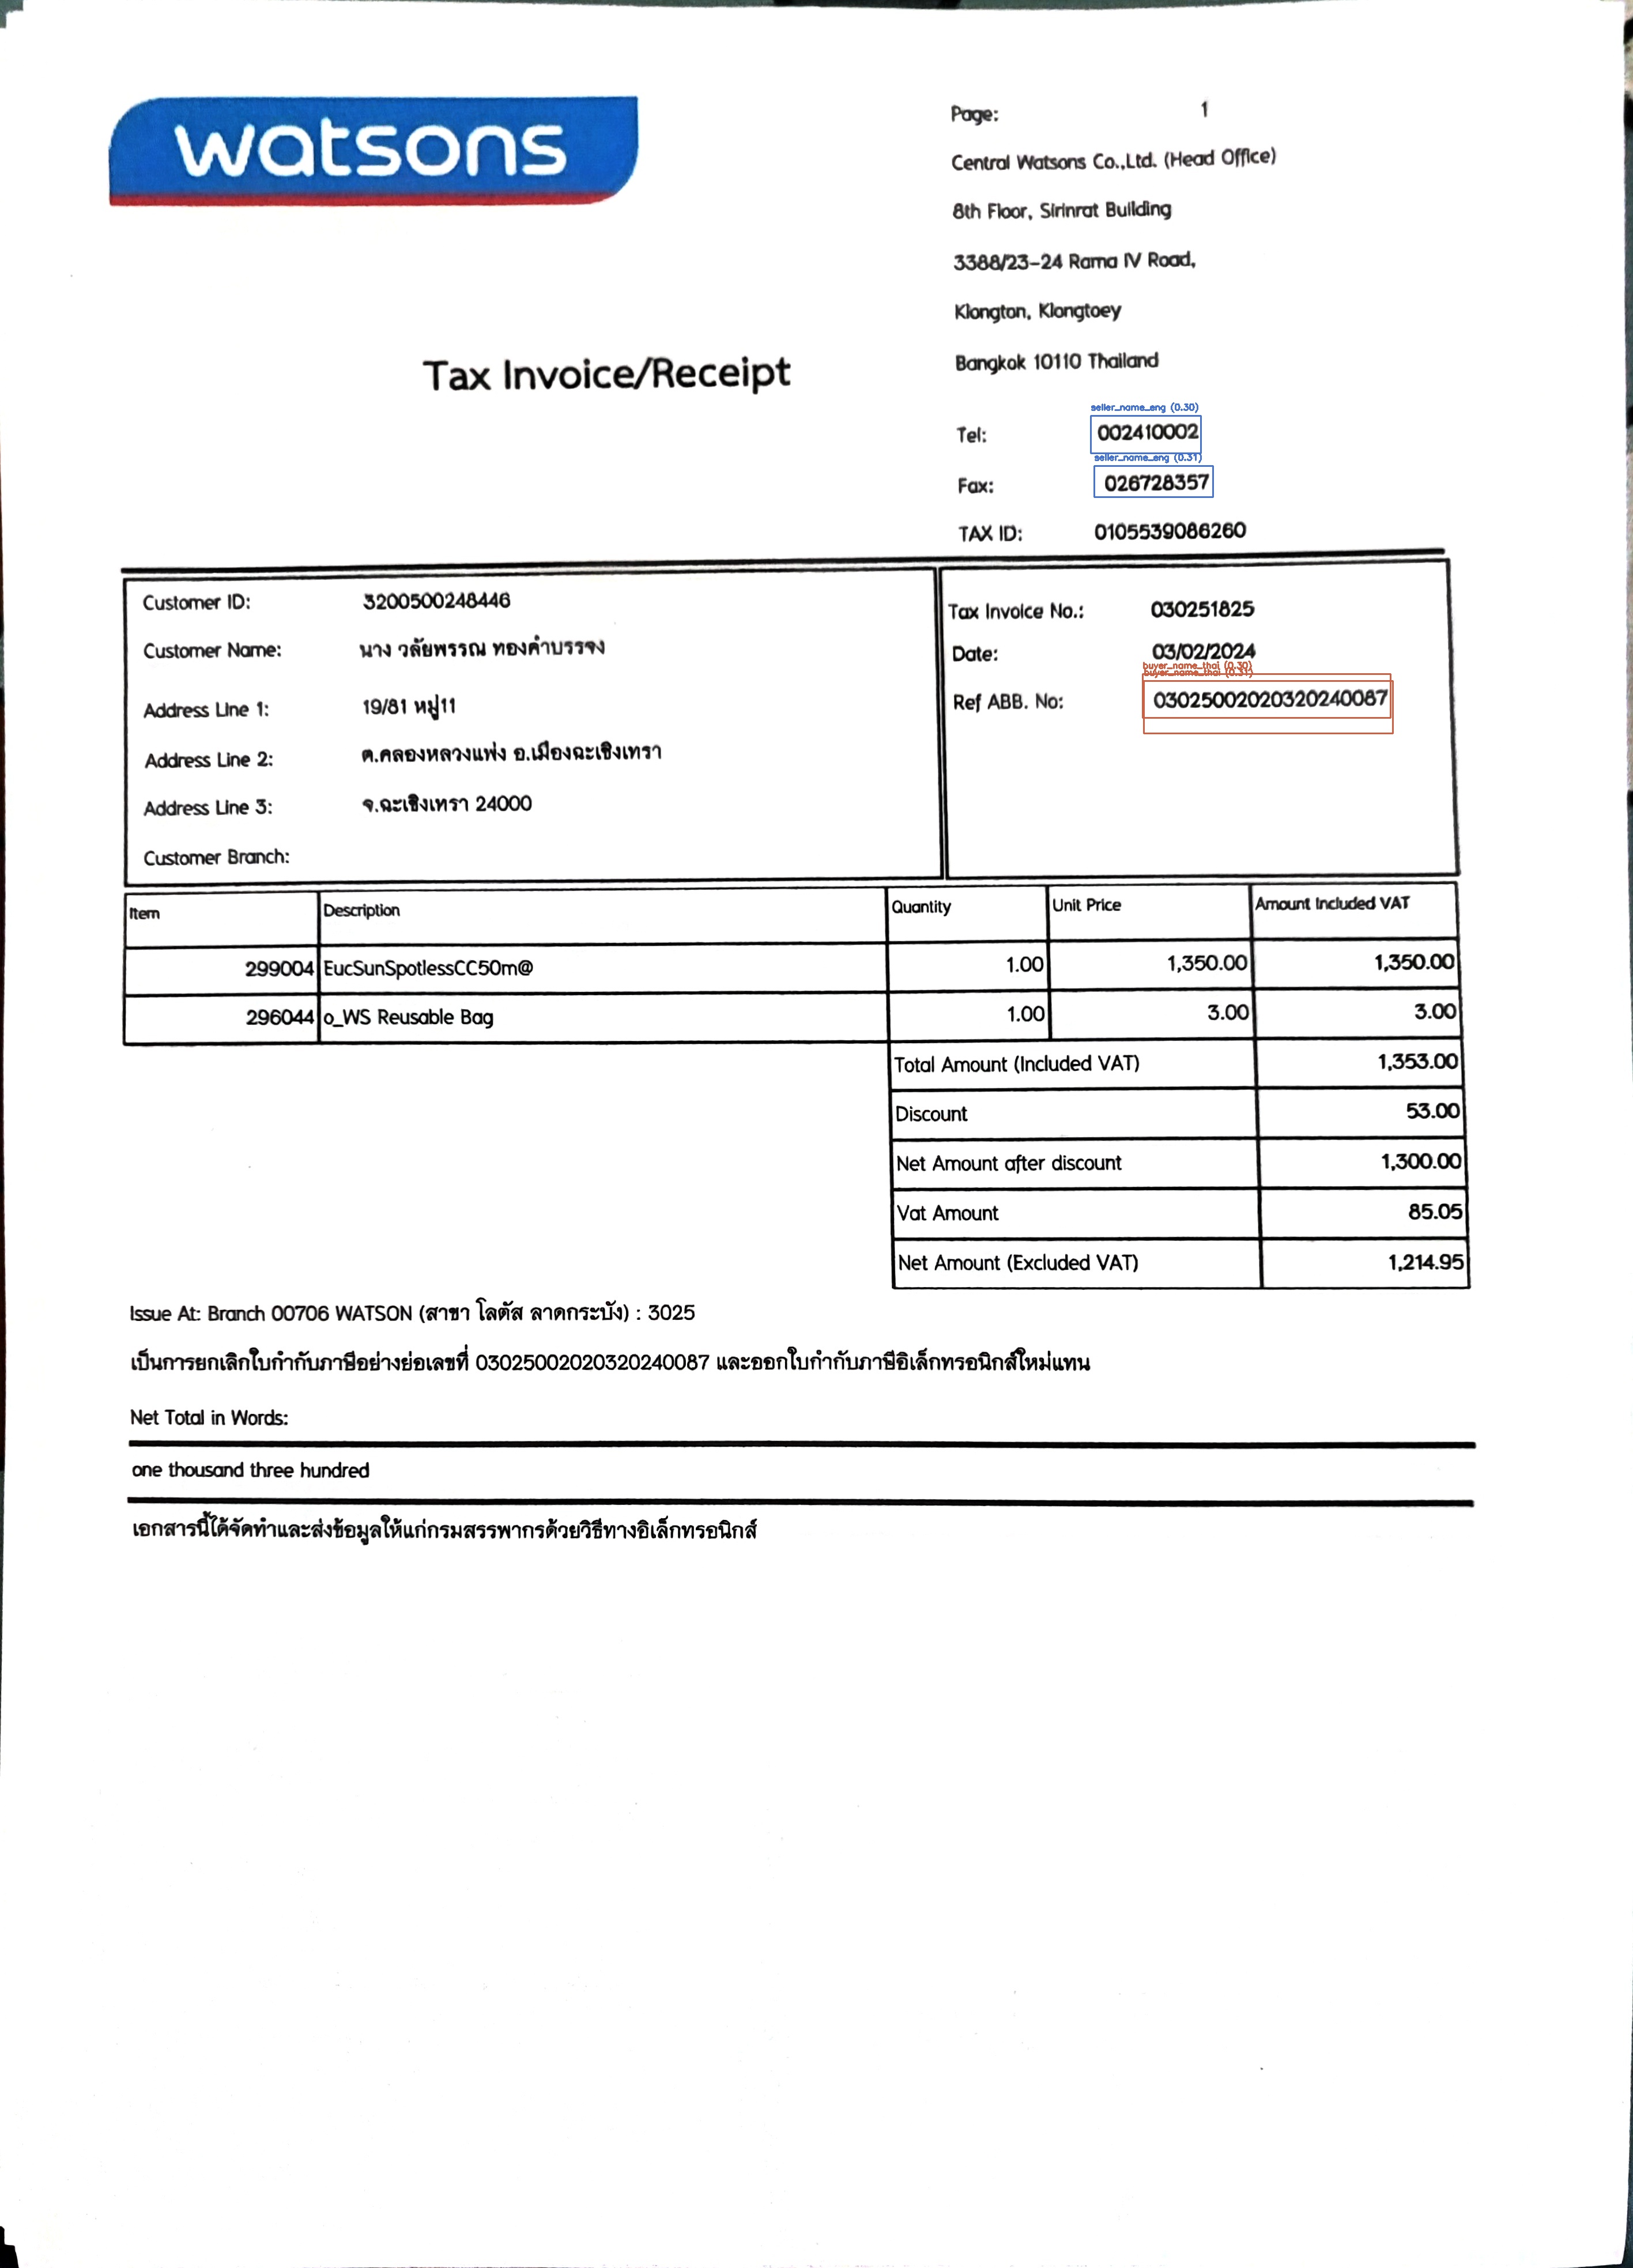 watsons
Page: 1
Central Watsons Co.,Ltd. (Head Office)
8th Floor, Sirinrat Building
3388/23-24 Rama IV Road,
Klongton, Klongtoey
Bangkok 10110 Thailand
Tax Invoice/Receipt
seller_name_eng (0.30)
Tel: 002410002
seller_name_eng (0.31)
Fax: 026728357
TAX ID: 0105539086260
Customer ID: 3200500248446
Customer Name: นาง วลัยพรรณ ทองคำบรรจง
Address Line 1: 19/81 หมู่11
Address Line 2: ต.คลองหลวงแพ่ง อ.เมืองฉะเชิงเทรา
Address Line 3: จ.ฉะเชิงเทรา 24000
Customer Branch:
Tax Invoice No.: 030251825
Date: 03/02/2024
buyer_name_thai (0.30)
buyer_name_thai (0.31)
Ref ABB. No: 03025002020320240087
Item Description Quantity Unit Price Amount Included VAT
299004 EucSunSpotlessCC50m@ 1.00 1,350.00 1,350.00
296044 o_WS Reusable Bag 1.00 3.00 3.00
Total Amount (Included VAT) 1,353.00
Discount 53.00
Net Amount after discount 1,300.00
Vat Amount 85.05
Net Amount (Excluded VAT) 1,214.95
Issue At: Branch 00706 WATSON (สาขา โลตัส ลาดกระบัง) : 3025
เป็นการยกเลิกใบกำกับภาษีอย่างย่อเลขที่ 03025002020320240087 และออกใบกำกับภาษีอิเล็กทรอนิกส์ใหม่แทน
Net Total in Words:
one thousand three hundred
เอกสารนี้ได้จัดทำและส่งข้อมูลให้แก่กรมสรรพากรด้วยวิธีทางอิเล็กทรอนิกส์